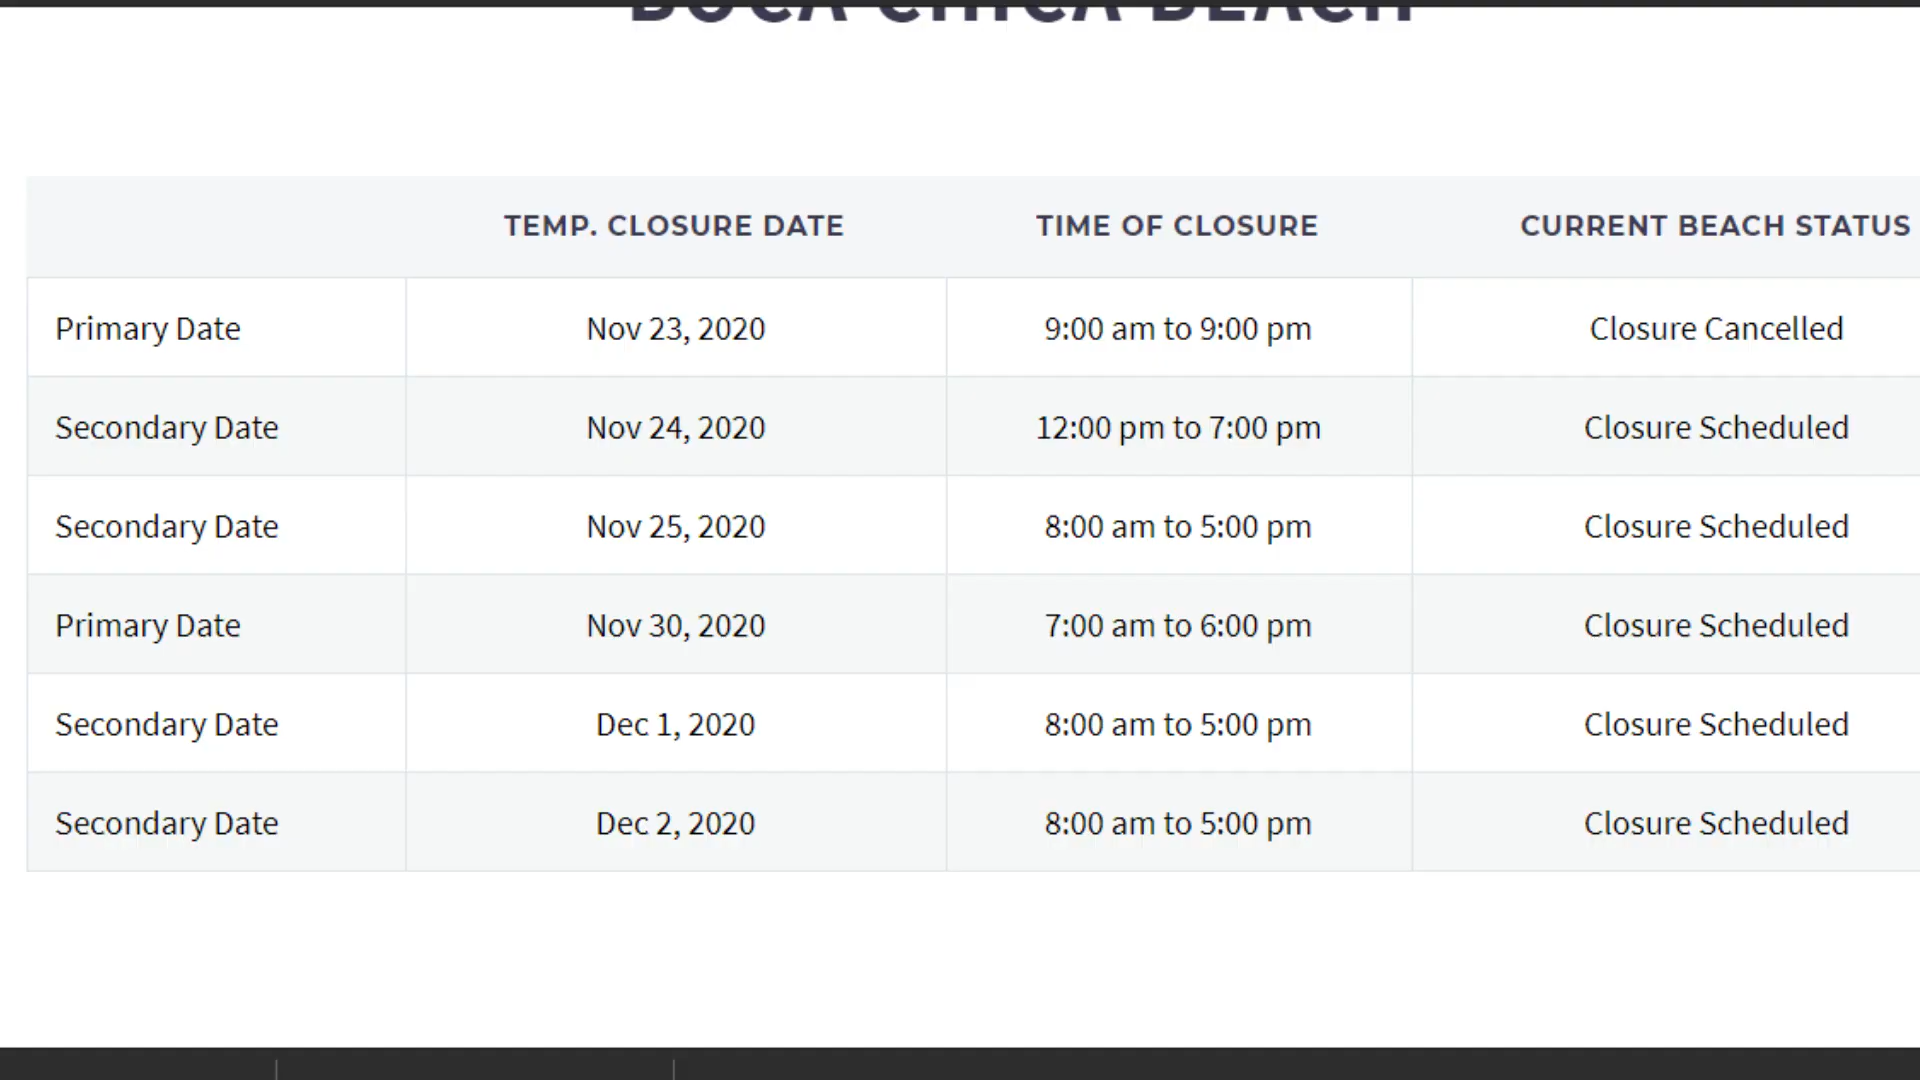 BOCA CHICA BEACH
TEMP. CLOSURE DATE TIME OF CLOSURE CURRENT BEACH STATUS
Primary Date Nov 23, 2020 9:00 am to 9:00 pm Closure Cancelled
Secondary Date Nov 24, 2020 12:00 pm to 7:00 pm Closure Scheduled
Secondary Date Nov 25, 2020 8:00 am to 5:00 pm Closure Scheduled
Primary Date Nov 30, 2020 7:00 am to 6:00 pm Closure Scheduled
Secondary Date Dec 1, 2020 8:00 am to 5:00 pm Closure Scheduled
Secondary Date Dec 2, 2020 8:00 am to 5:00 pm Closure Scheduled